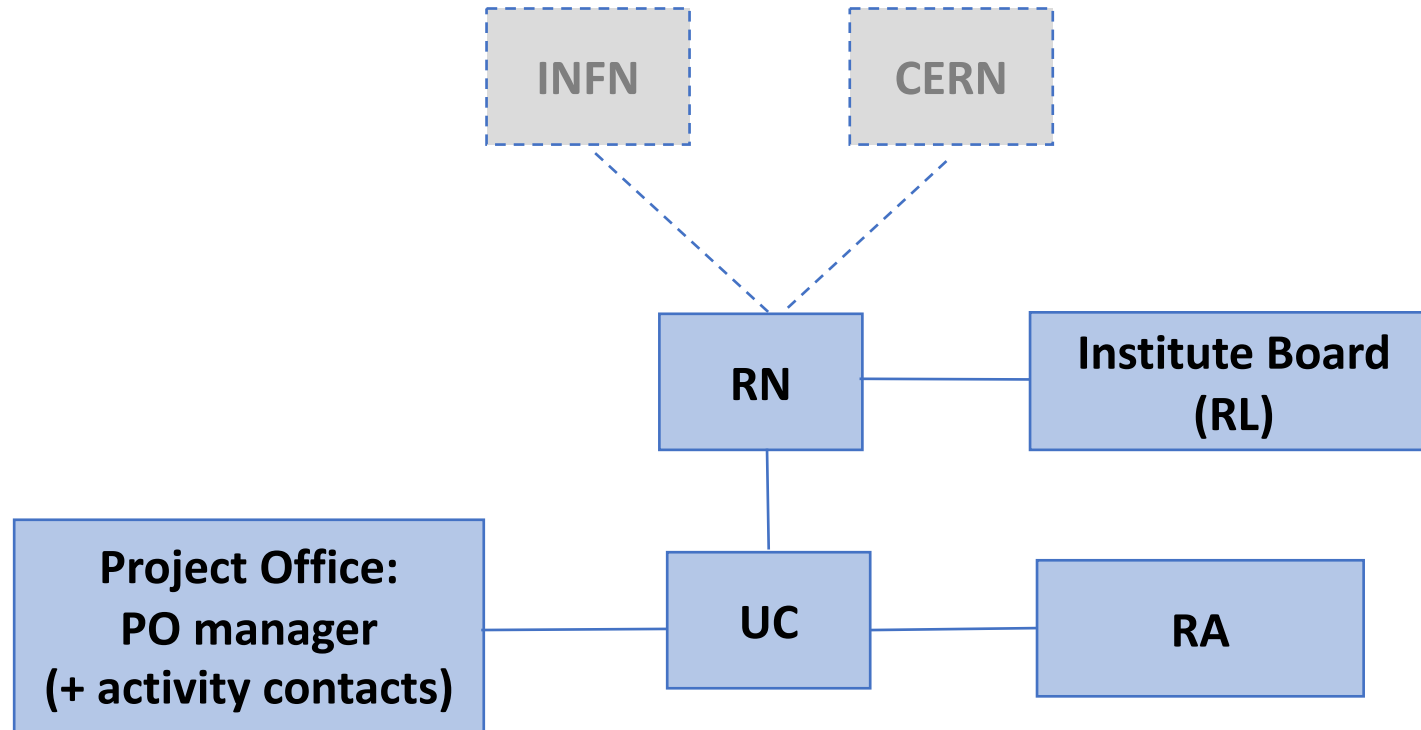 INFN
CERN
RN
Institute Board
(RL)
Project Office:
PO manager
(+ activity contacts)
UC
RA